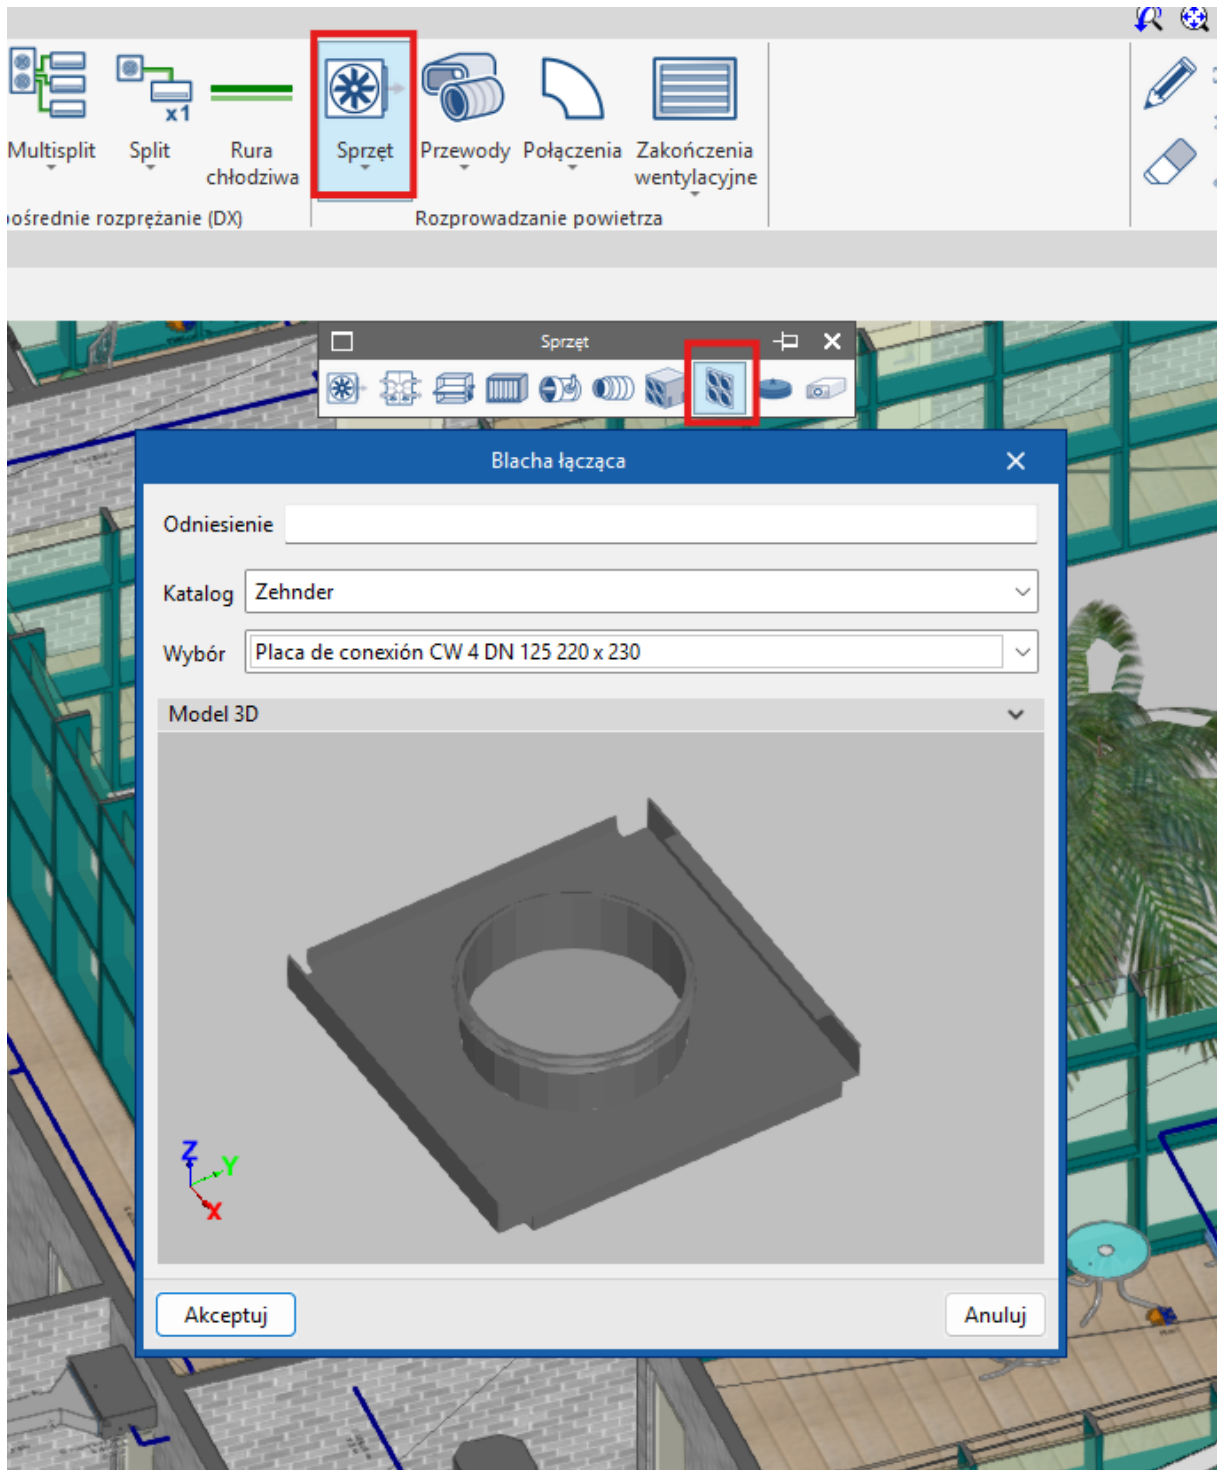 x1
Multisplit Split Rura chłodziwa Sprzęt Przewody Połączenia Zakończenia wentylacyjne
pośrednie rozprężanie (DX) Rozprowadzanie powietrza
Sprzęt
Blacha łącząca
Odniesienie
Katalog Zehnder
Wybór Placa de conexión CW 4 DN 125 220 x 230
Model 3D
Z
Y
X
Akceptuj Anuluj